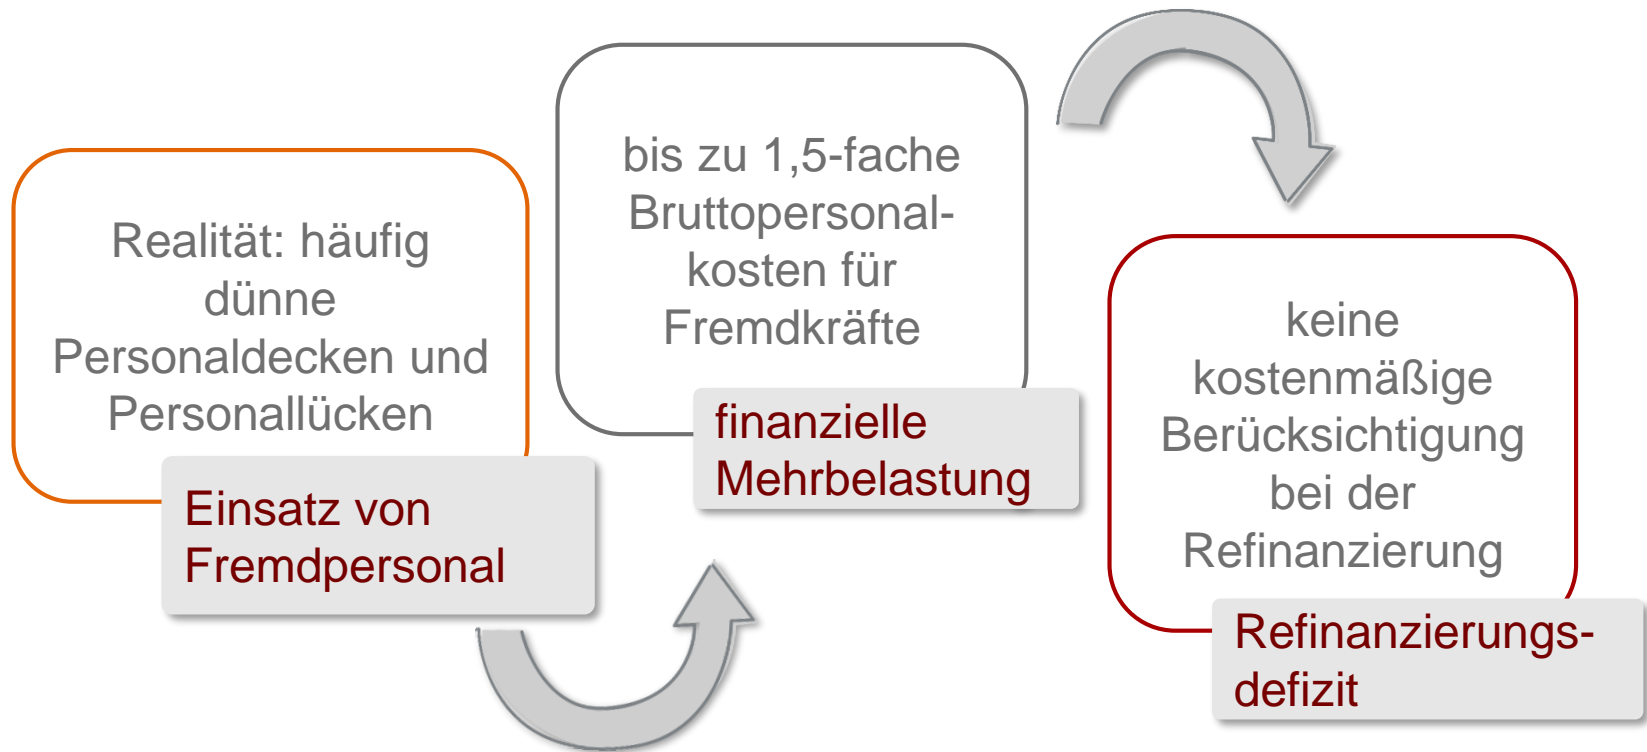 Realität: häufig
dünne
Personaldecken und
Personallücken
Einsatz von
Fremdpersonal
bis zu 1,5-fache
Bruttopersonal-
kosten für
Fremdkräfte
finanzielle
Mehrbelastung
keine
kostenmäßige
Berücksichtigung
bei der
Refinanzierung
Refinanzierungs-
defizit